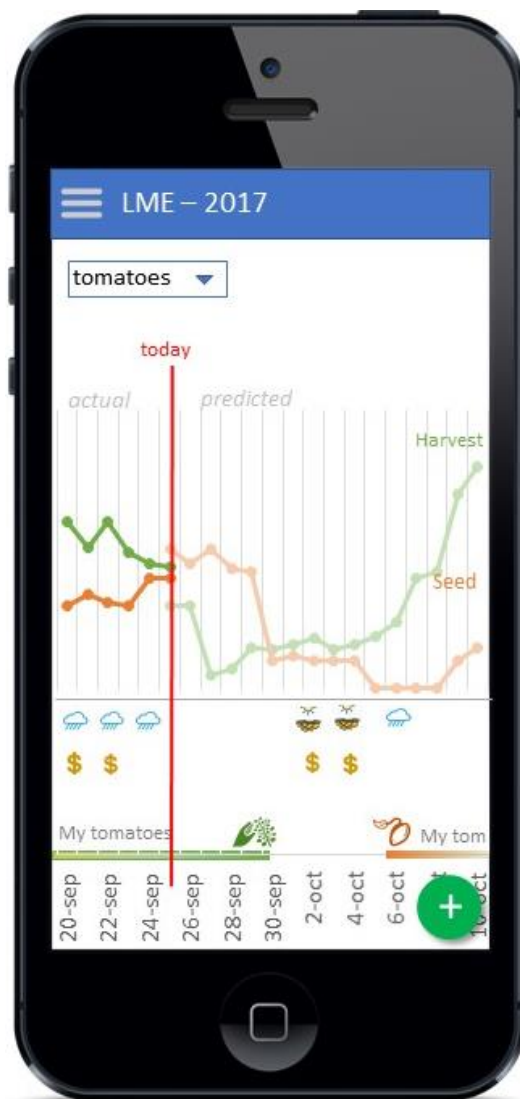 LME – 2017
tomatoes
today
actual
predicted
Harvest
Seed
$ $ $ $
My tomatoes
My tom
20-sep
22-sep
24-sep
26-sep
28-sep
30-sep
2-oct
4-oct
6-oct
10-oct
+